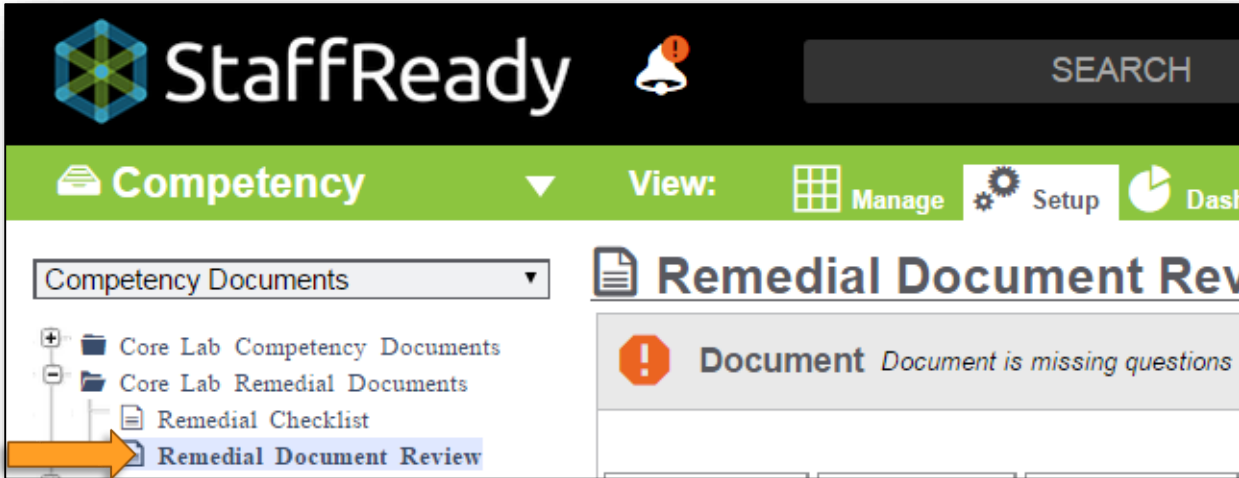 StaffReady
SEARCH
Competency
View:
Manage
Setup
Competency Documents
Remedial Document
Core Lab Competency Documents
Core Lab Remedial Documents
Remedial Checklist
Remedial Document Review
Document Document is missing questions